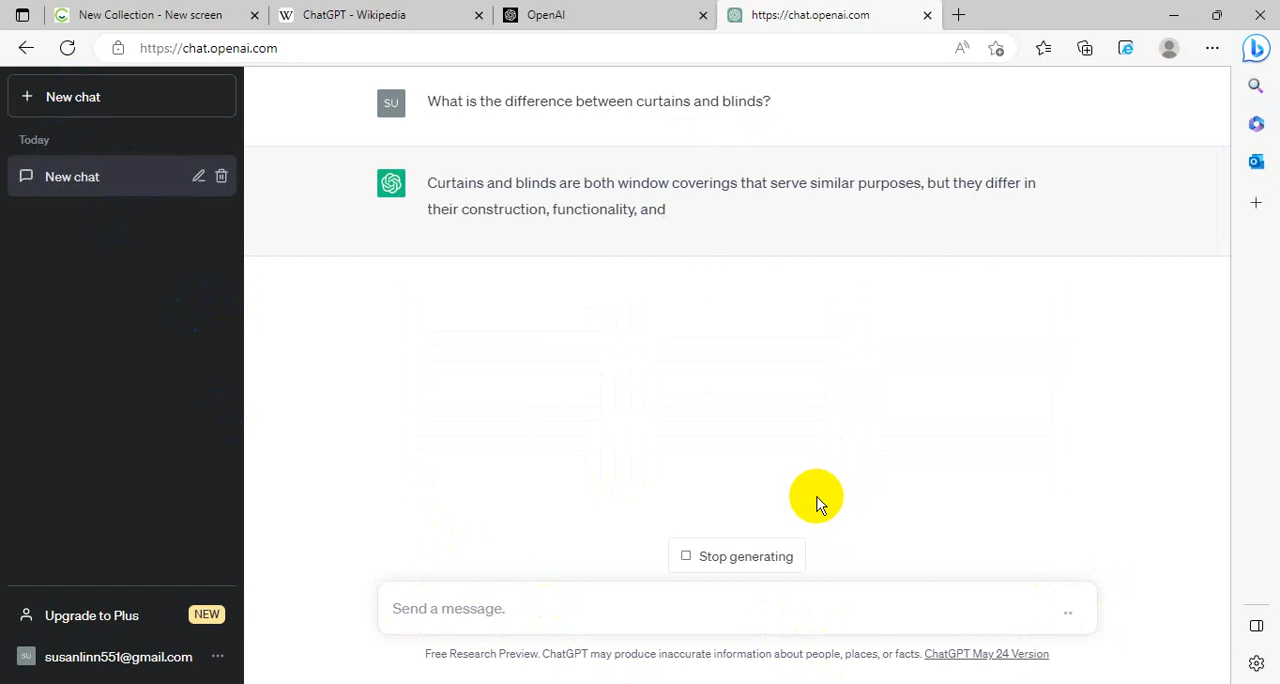 New Collection - New screen
ChatGPT - Wikipedia
OpenAI
https://chat.openai.com
https://chat.openai.com
New chat
Today
New chat
Upgrade to Plus
NEW
SU
susanlinn551@gmail.com
SU
What is the difference between curtains and blinds?
Curtains and blinds are both window coverings that serve similar purposes, but they differ in
their construction, functionality, and
Stop generating
Send a message.
Free Research Preview. ChatGPT may produce inaccurate information about people, places, or facts. ChatGPT May 24 Version